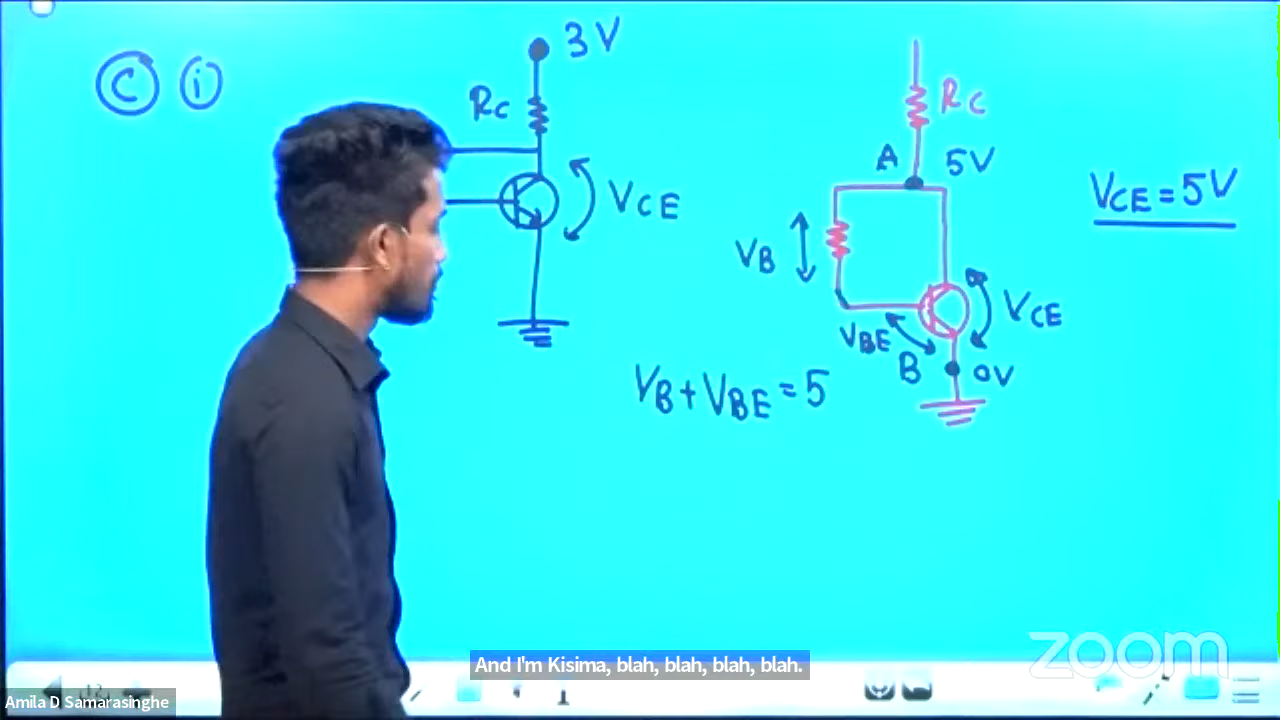 C i
3V
RC
VCE
RC
A 5V
VB
VBE
VCE
B 0V
VCE = 5V
VB + VBE = 5
And I'm Kisima, blah, blah, blah, blah.
Amila D Samarasinghe
zoom